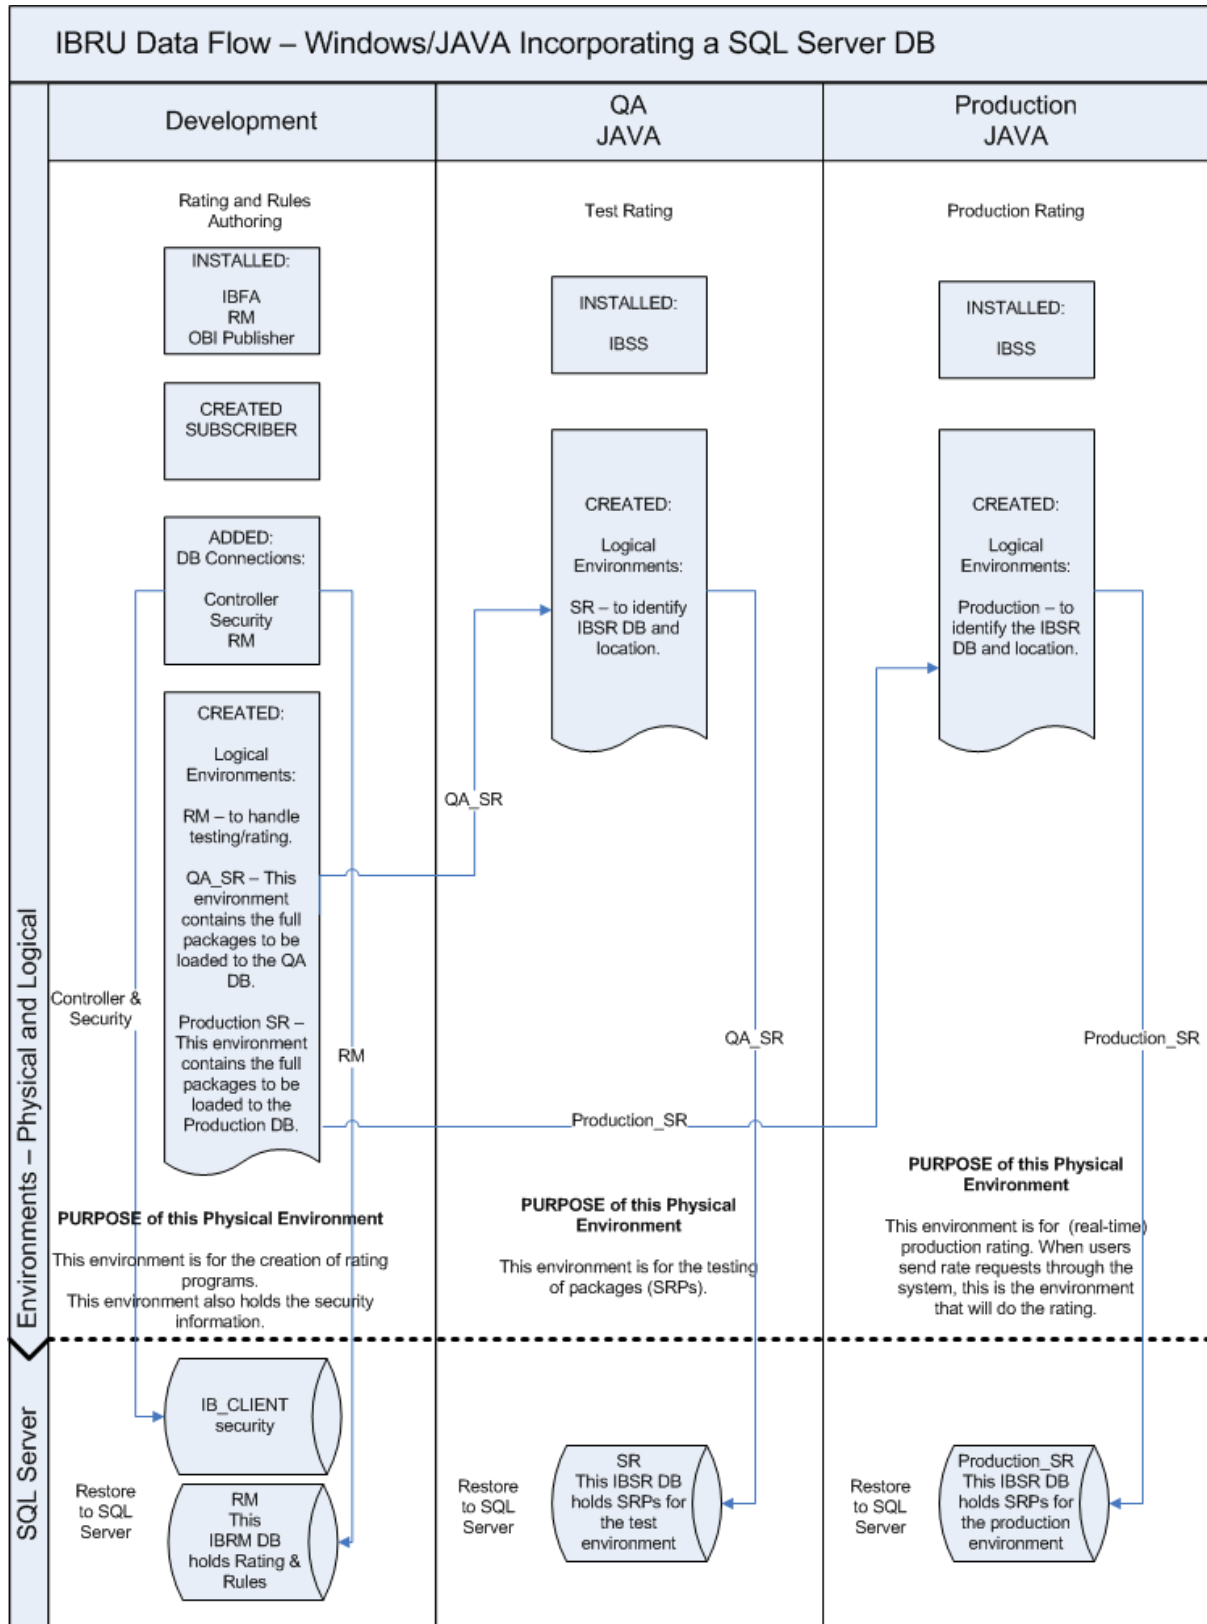 IBRU Data Flow – Windows/JAVA Incorporating a SQL Server DB
Development
QA
JAVA
Production
JAVA
Environments – Physical and Logical
Rating and Rules
Authoring
INSTALLED:
IBFA
RM
OBI Publisher
CREATED
SUBSCRIBER
ADDED:
DB Connections:
Controller
Security
RM
CREATED:
Logical
Environments:
RM – to handle
testing/rating.
QA_SR – This
environment
contains the full
packages to be
loaded to the QA
DB.
Production SR –
This environment
contains the full
packages to be
loaded to the
Production DB.
Controller &
Security
RM
PURPOSE of this Physical Environment
This environment is for the creation of rating
programs.
This environment also holds the security
information.
Test Rating
INSTALLED:
IBSS
CREATED:
Logical
Environments:
SR – to identify
IBSR DB and
location.
QA_SR
QA_SR
Production_SR
PURPOSE of this Physical
Environment
This environment is for the testing
of packages (SRPs).
Production Rating
INSTALLED:
IBSS
CREATED:
Logical
Environments:
Production – to
identify the IBSR
DB and location.
Production_SR
PURPOSE of this Physical
Environment
This environment is for (real-time)
production rating. When users
send rate requests through the
system, this is the environment
that will do the rating.
SQL Server
IB_CLIENT
security
Restore
to SQL
Server
RM
This
IBRM DB
holds Rating &
Rules
Restore
to SQL
Server
SR
This IBSR DB
holds SRPs for
the test
environment
Restore
to SQL
Server
Production_SR
This IBSR DB
holds SRPs for
the production
environment